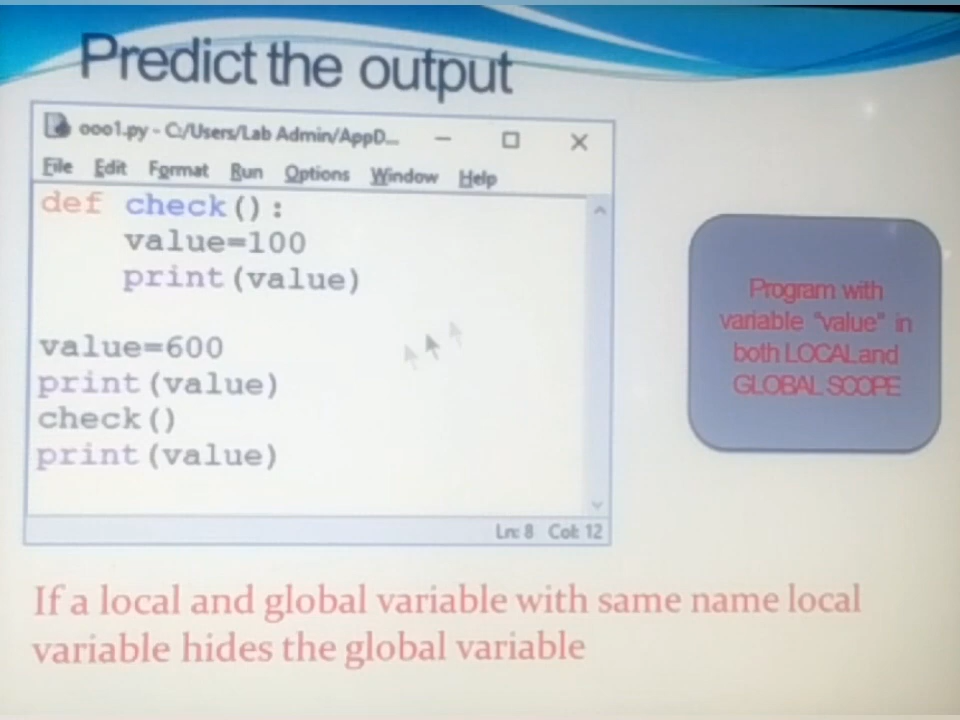 Predict the output
ooo1.py - C:/Users/Lab Admin/AppD...
File Edit Format Run Options Window Help
def check():
    value=100
    print(value)
value=600
print(value)
check()
print(value)
Ln: 8 Col: 12
Program with
variable "value" in
both LOCAL and
GLOBAL SCOPE
If a local and global variable with same name local
variable hides the global variable